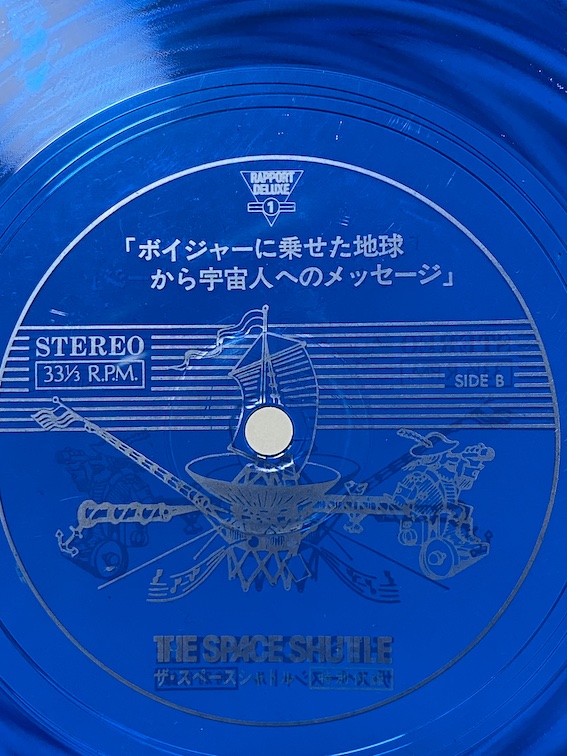 RAPPORT
DELUXE
1
「ボイジャーに乗せた地球
から宇宙人へのメッセージ」
STEREO
33⅓ R.P.M.
SIDE B
THE SPACE SHUTTLE
ザ・スペースシャトル